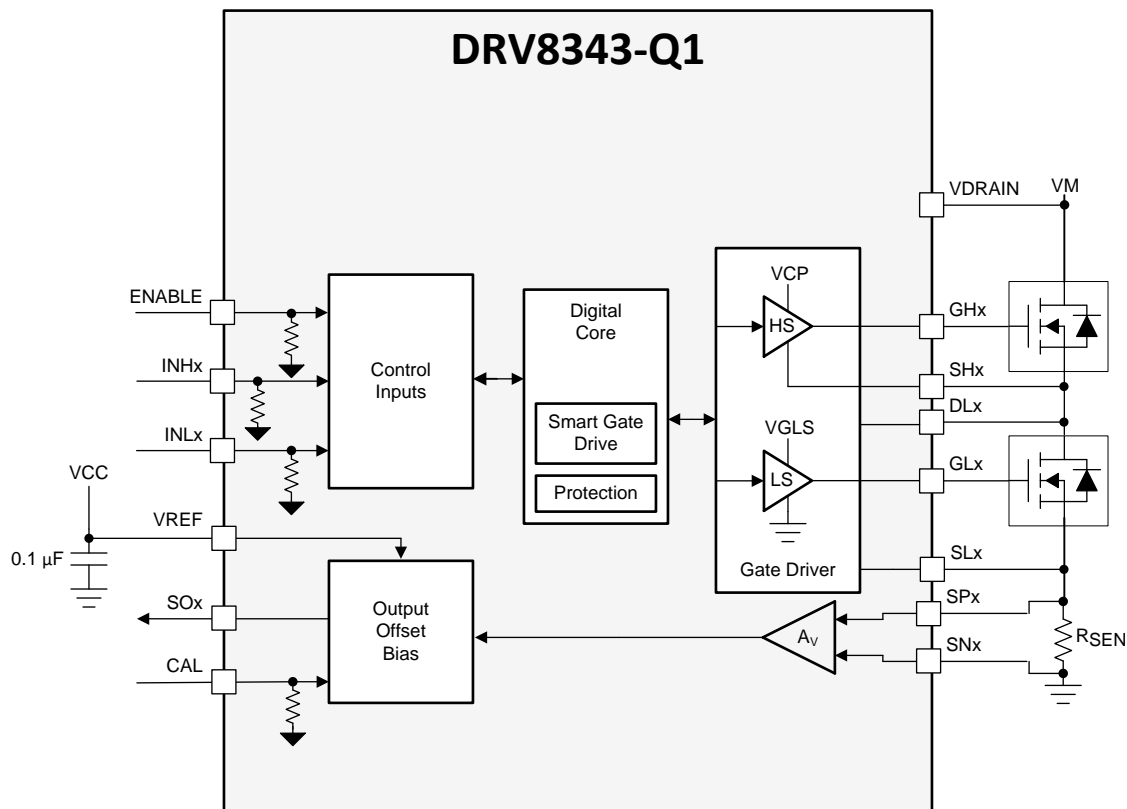 DRV8343-Q1
VDRAIN
VM
ENABLE
INHx
INLx
VCC
VREF
0.1 µF
SOx
CAL
Control
Inputs
Digital
Core
Smart Gate
Drive
Protection
VCP
HS
VGLS
LS
Gate Driver
Output
Offset
Bias
AV
GHx
SHx
DLx
GLx
SLx
SPx
SNx
RSEN